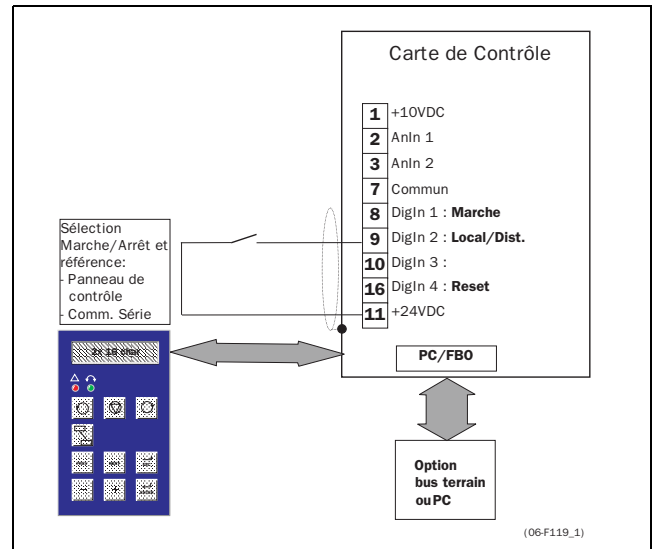 Carte de Contrôle
1 +10VDC
2 AnIn 1
3 AnIn 2
7 Commun
8 DigIn 1 : Marche
9 DigIn 2 : Local/Dist.
10 DigIn 3 :
16 DigIn 4 : Reset
11 +24VDC
PC/FBO
Sélection
Marche/Arrêt et
référence:
- Panneau de
contrôle
- Comm. Série
2x 16 char
Option
bus terrain
ou PC
(06-F119_1)